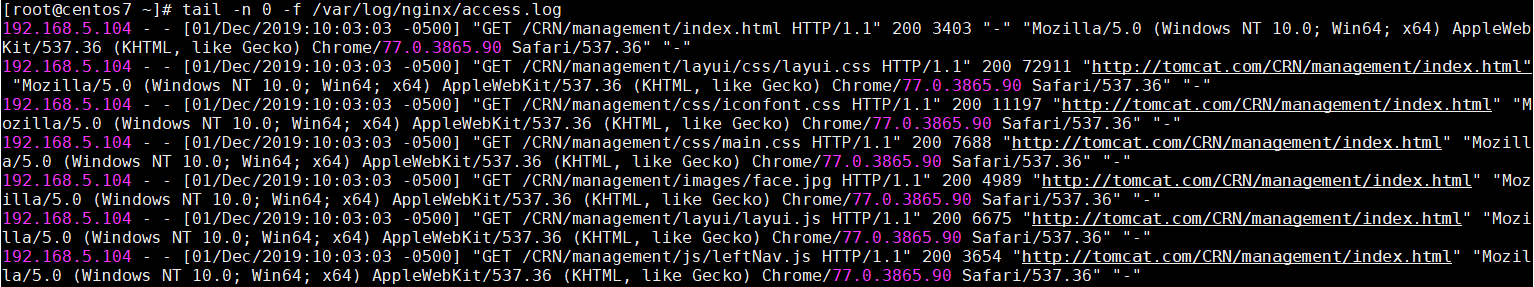 [root@centos7 ~]# tail -n 0 -f /var/log/nginx/access.log
192.168.5.104 - - [01/Dec/2019:10:03:03 -0500] "GET /CRN/management/index.html HTTP/1.1" 200 3403 "-" "Mozilla/5.0 (Windows NT 10.0; Win64; x64) AppleWeb
Kit/537.36 (KHTML, like Gecko) Chrome/77.0.3865.90 Safari/537.36" "-"
192.168.5.104 - - [01/Dec/2019:10:03:03 -0500] "GET /CRN/management/layui/css/layui.css HTTP/1.1" 200 72911 "http://tomcat.com/CRN/management/index.html"
 "Mozilla/5.0 (Windows NT 10.0; Win64; x64) AppleWebKit/537.36 (KHTML, like Gecko) Chrome/77.0.3865.90 Safari/537.36" "-"
192.168.5.104 - - [01/Dec/2019:10:03:03 -0500] "GET /CRN/management/css/iconfont.css HTTP/1.1" 200 11197 "http://tomcat.com/CRN/management/index.html" "M
ozilla/5.0 (Windows NT 10.0; Win64; x64) AppleWebKit/537.36 (KHTML, like Gecko) Chrome/77.0.3865.90 Safari/537.36" "-"
192.168.5.104 - - [01/Dec/2019:10:03:03 -0500] "GET /CRN/management/css/main.css HTTP/1.1" 200 7688 "http://tomcat.com/CRN/management/index.html" "Mozill
a/5.0 (Windows NT 10.0; Win64; x64) AppleWebKit/537.36 (KHTML, like Gecko) Chrome/77.0.3865.90 Safari/537.36" "-"
192.168.5.104 - - [01/Dec/2019:10:03:03 -0500] "GET /CRN/management/images/face.jpg HTTP/1.1" 200 4989 "http://tomcat.com/CRN/management/index.html" "Moz
illa/5.0 (Windows NT 10.0; Win64; x64) AppleWebKit/537.36 (KHTML, like Gecko) Chrome/77.0.3865.90 Safari/537.36" "-"
192.168.5.104 - - [01/Dec/2019:10:03:03 -0500] "GET /CRN/management/layui/layui.js HTTP/1.1" 200 6675 "http://tomcat.com/CRN/management/index.html" "Mozi
lla/5.0 (Windows NT 10.0; Win64; x64) AppleWebKit/537.36 (KHTML, like Gecko) Chrome/77.0.3865.90 Safari/537.36" "-"
192.168.5.104 - - [01/Dec/2019:10:03:03 -0500] "GET /CRN/management/js/leftNav.js HTTP/1.1" 200 3654 "http://tomcat.com/CRN/management/index.html" "Mozil
la/5.0 (Windows NT 10.0; Win64; x64) AppleWebKit/537.36 (KHTML, like Gecko) Chrome/77.0.3865.90 Safari/537.36" "-"